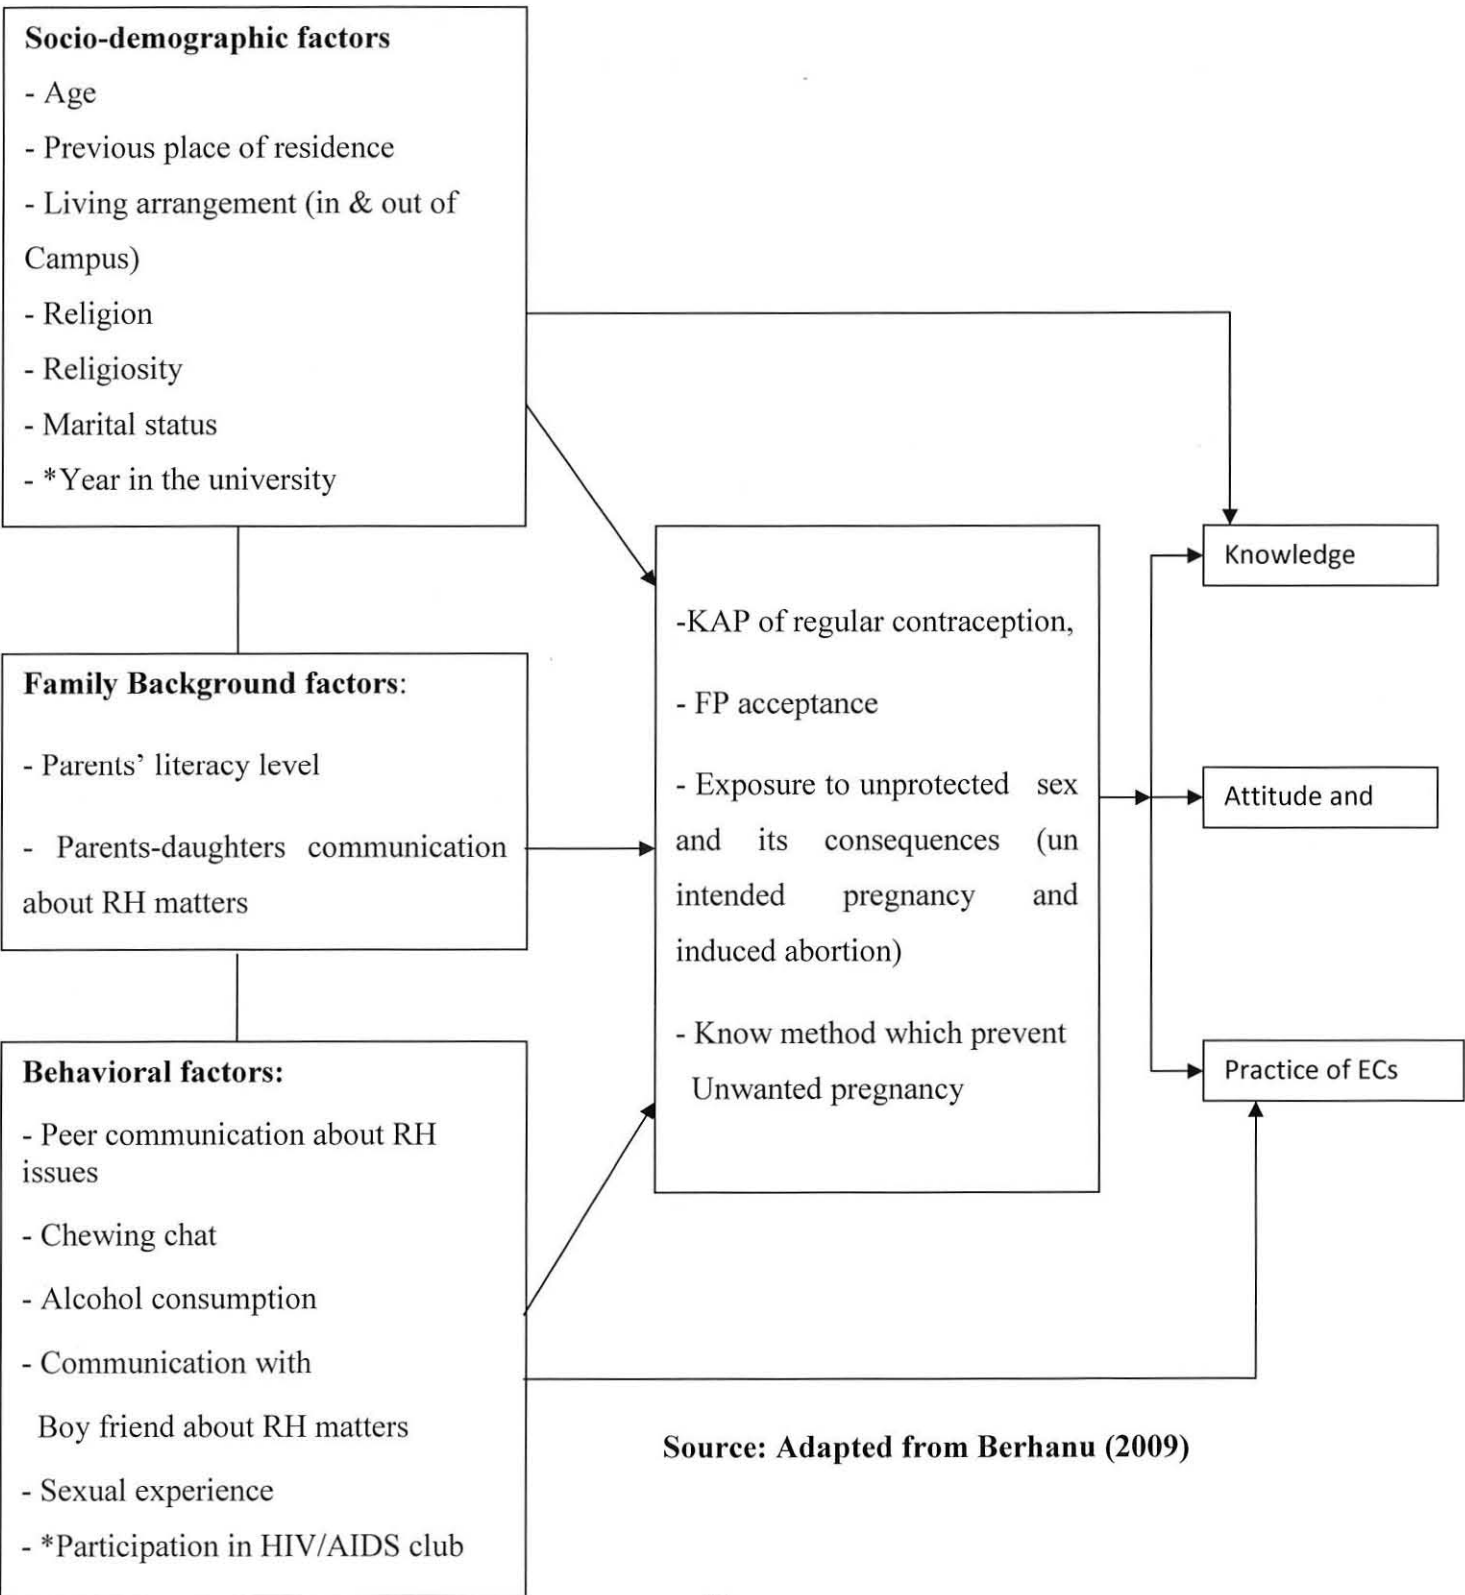 Socio-demographic factors
- Age
- Previous place of residence
- Living arrangement (in & out of
Campus)
- Religion
- Religiosity
- Marital status
- *Year in the university
Family Background factors:
- Parents’ literacy level
- Parents-daughters communication
about RH matters
Behavioral factors:
- Peer communication about RH
issues
- Chewing chat
- Alcohol consumption
- Communication with
Boy friend about RH matters
- Sexual experience
- *Participation in HIV/AIDS club
-KAP of regular contraception,
- FP acceptance
- Exposure to unprotected sex
and its consequences (un
intended pregnancy and
induced abortion)
- Know method which prevent
Unwanted pregnancy
Knowledge
Attitude and
Practice of ECs
Source: Adapted from Berhanu (2009)